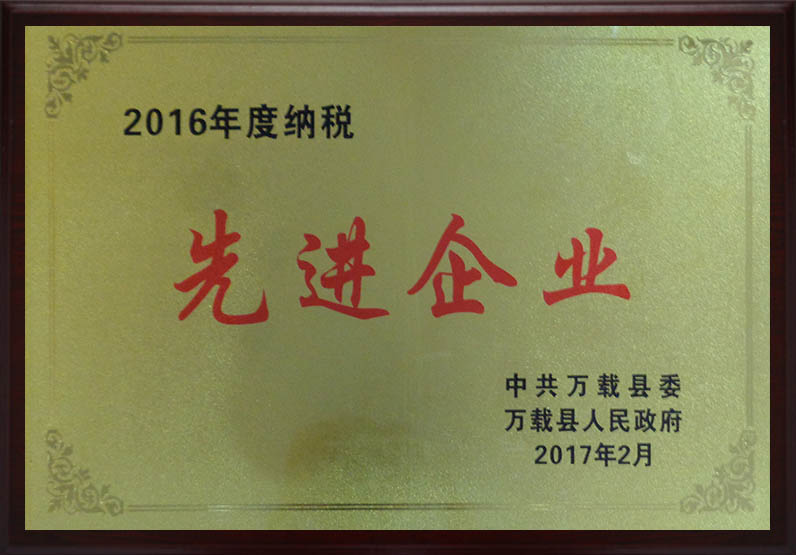 2016年度纳税
先进企业
中共万载县委
万载县人民政府
2017年2月